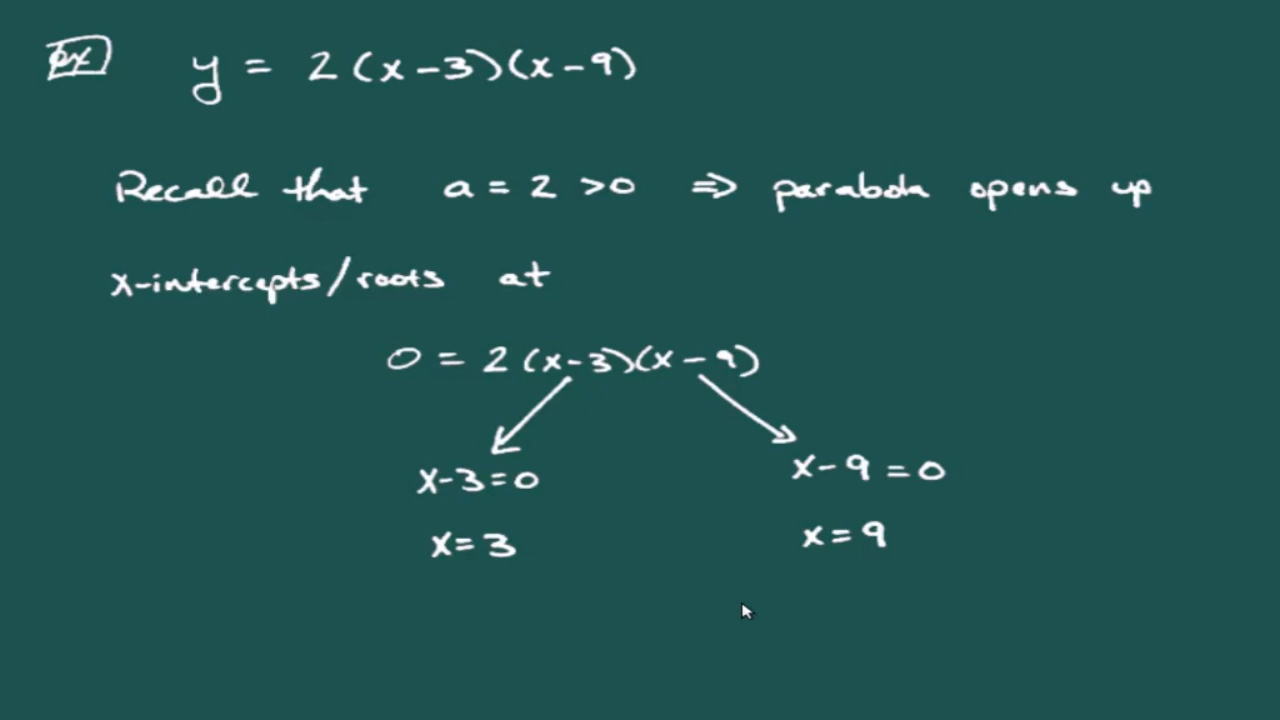 ex y = 2(x-3)(x-9)
Recall that a = 2 >0 ⇒ parabola opens up
x-intercepts/roots at
0 = 2(x-3)(x-9)
x-3=0 x-9=0
x=3 x=9